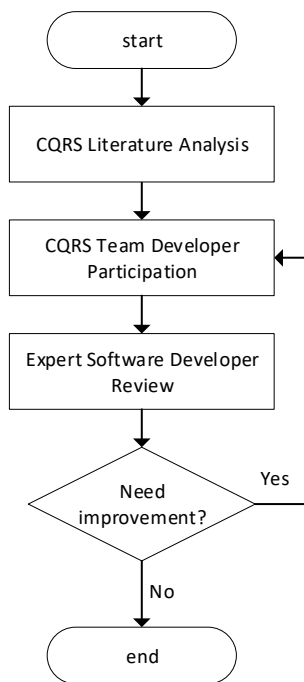 start
CQRS Literature Analysis
CQRS Team Developer
Participation
Expert Software Developer
Review
Need
improvement?
Yes
No
end